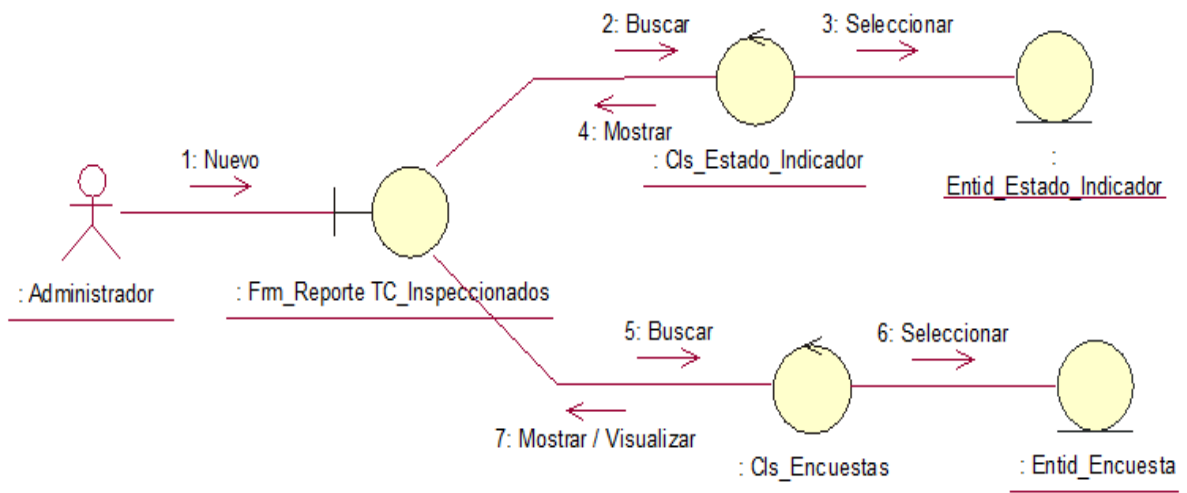 2: Buscar
3: Seleccionar
4: Mostrar
: Cls_Estado_Indicador
:
Entid_Estado_Indicador
1: Nuevo
: Administrador
: Frm_Reporte TC_Inspeccionados
5: Buscar
6: Seleccionar
7: Mostrar / Visualizar
: Cls_Encuestas
: Entid_Encuesta